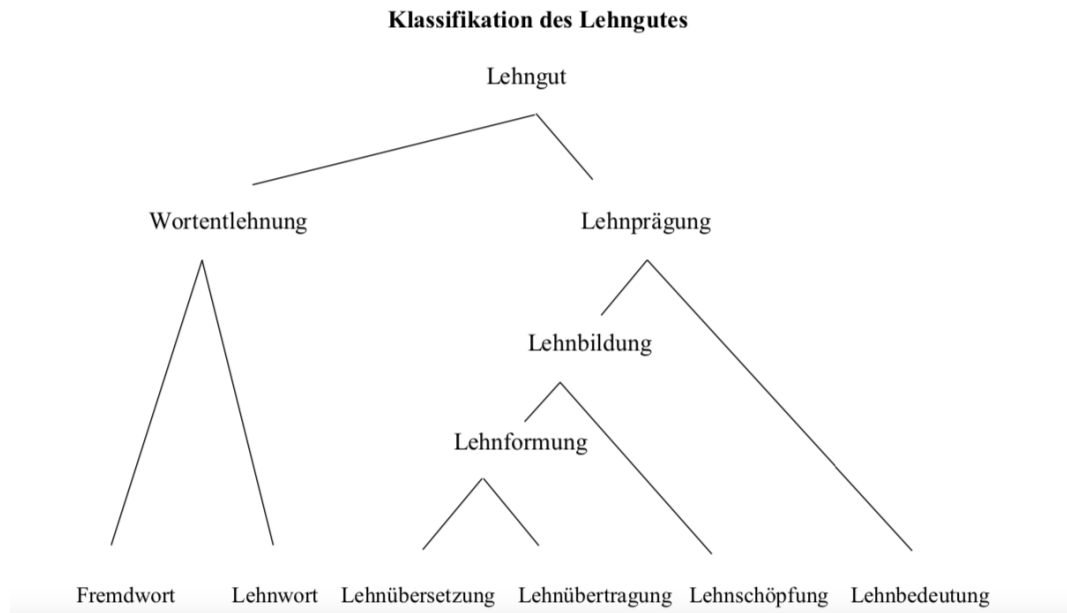 Klassifikation des Lehngutes
Lehngut
Wortentlehnung Lehnprägung
Lehnbildung
Lehnformung
Fremdwort Lehnwort Lehnübersetzung Lehnübertragung Lehnschöpfung Lehnbedeutung